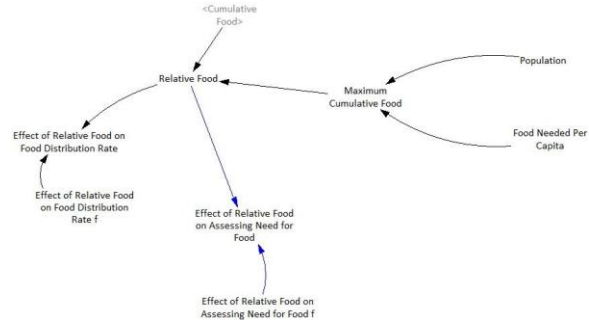 <Cumulative
Food>
Relative Food
Population
Maximum
Cumulative Food
Effect of Relative Food on
Food Distribution Rate
Food Needed Per
Capita
Effect of Relative Food
on Food Distribution
Rate f
Effect of Relative Food
on Assessing Need for
Food
Effect of Relative Food on
Assessing Need for Food f